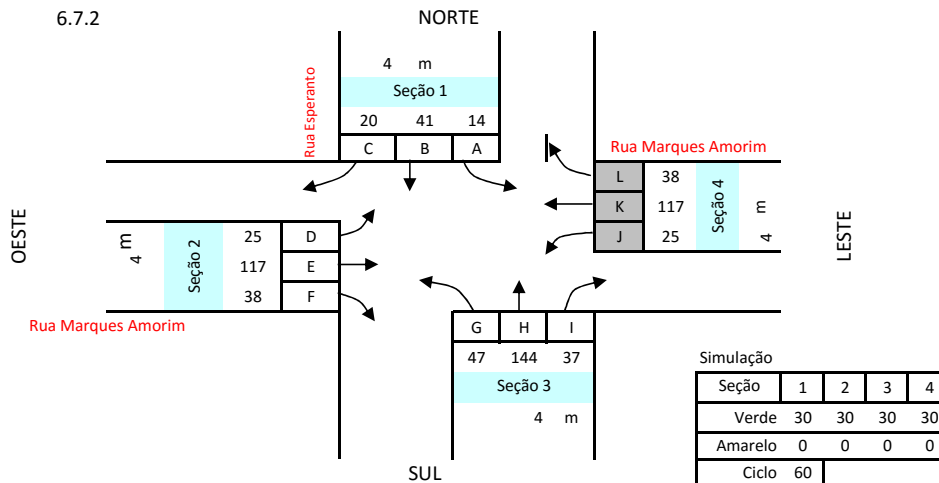 6.7.2
NORTE
4 m
Rua Esperanto
Seção 1
20 41 14
C B A
Rua Marques Amorim
L 38
K 117
J 25
Seção 4
4 m
OESTE
LESTE
4 m
Seção 2
25 D
117 E
38 F
Rua Marques Amorim
G H I
47 144 37
Seção 3
4 m
SUL
Simulação
Seção 1 2 3 4
Verde 30 30 30 30
Amarelo 0 0 0 0
Ciclo 60